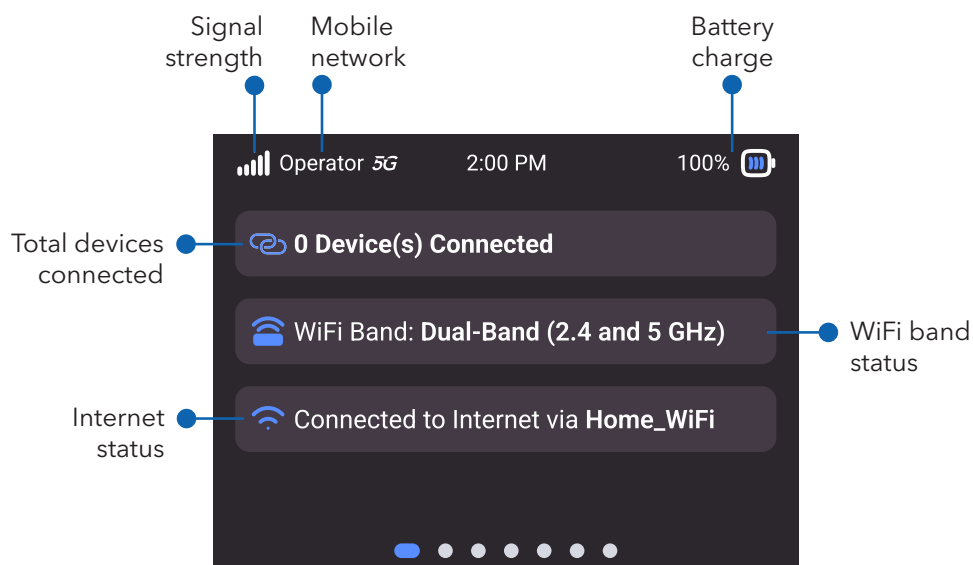 Signal
strength
Mobile
network
Battery
charge
Operator 5G 2:00 PM 100%
Total devices
connected
0 Device(s) Connected
WiFi Band: Dual-Band (2.4 and 5 GHz)
WiFi band
status
Internet
status
Connected to Internet via Home_WiFi